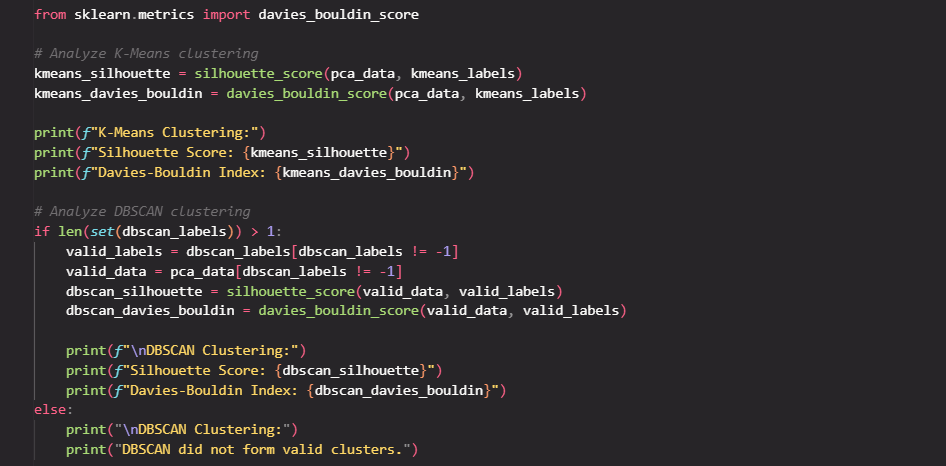 from sklearn.metrics import davies_bouldin_score
# Analyze K-Means clustering
kmeans_silhouette = silhouette_score(pca_data, kmeans_labels)
kmeans_davies_bouldin = davies_bouldin_score(pca_data, kmeans_labels)
print(f"K-Means Clustering:")
print(f"Silhouette Score: {kmeans_silhouette}")
print(f"Davies-Bouldin Index: {kmeans_davies_bouldin}")
# Analyze DBSCAN clustering
if len(set(dbscan_labels)) > 1:
    valid_labels = dbscan_labels[dbscan_labels != -1]
    valid_data = pca_data[dbscan_labels != -1]
    dbscan_silhouette = silhouette_score(valid_data, valid_labels)
    dbscan_davies_bouldin = davies_bouldin_score(valid_data, valid_labels)
    print(f"\nDBSCAN Clustering:")
    print(f"Silhouette Score: {dbscan_silhouette}")
    print(f"Davies-Bouldin Index: {dbscan_davies_bouldin}")
else:
    print("\nDBSCAN Clustering:")
    print("DBSCAN did not form valid clusters.")